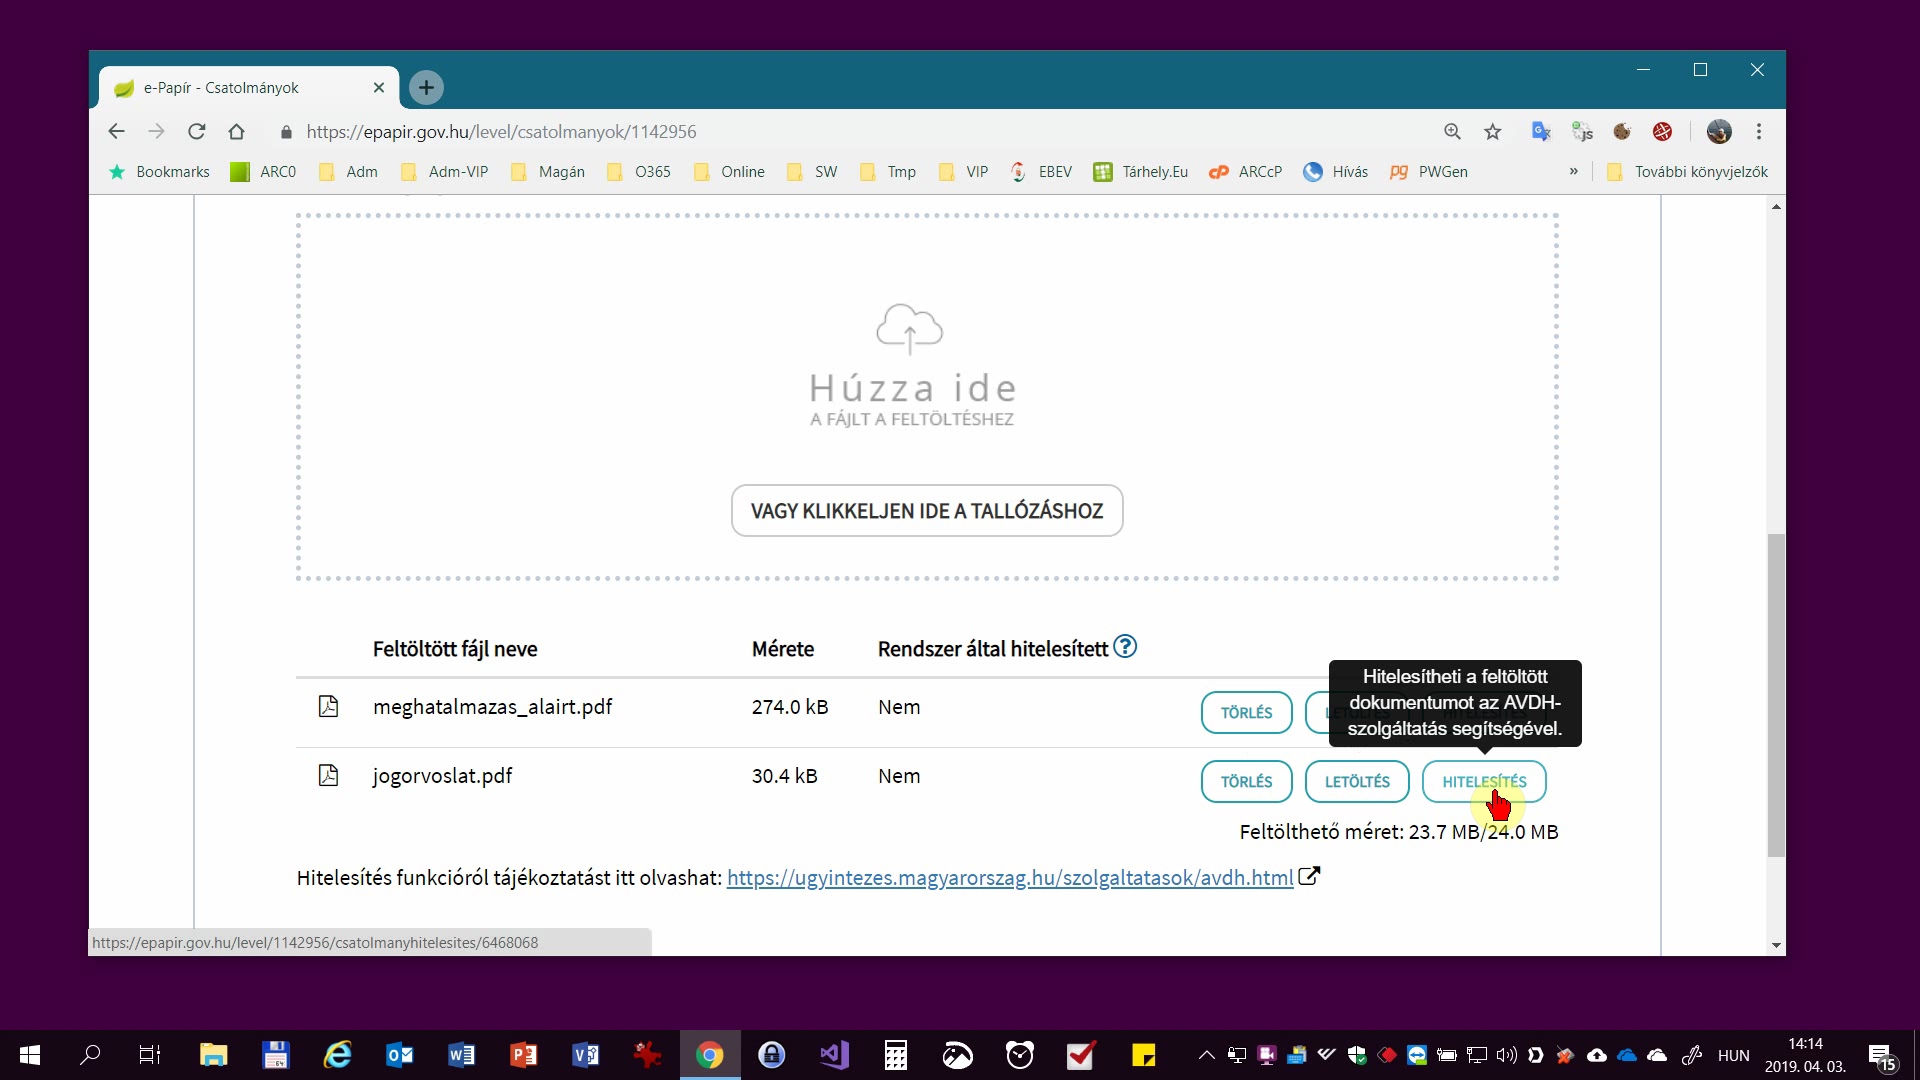 e-Papír - Csatolmányok
https://epapir.gov.hu/level/csatolmanyok/1142956
Bookmarks ARC0 Adm Adm-VIP Magán O365 Online SW Tmp VIP EBEV Tárhely.Eu ARCcP Hívás PWGen » További könyvjelzők
Húzza ide
A FÁJLT A FELTÖLTÉSHEZ
VAGY KLIKKELJEN IDE A TALLÓZÁSHOZ
Feltöltött fájl neve Mérete Rendszer által hitelesített ?
Hitelesítheti a feltöltött
dokumentumot az AVDH-
szolgáltatás segítségével.
meghatalmazas_alairt.pdf 274.0 kB Nem TÖRLÉS
jogorvoslat.pdf 30.4 kB Nem TÖRLÉS LETÖLTÉS HITELESÍTÉS
Feltölthető méret: 23.7 MB/24.0 MB
Hitelesítés funkcióról tájékoztatást itt olvashat: https://ugyintezes.magyarorszag.hu/szolgaltatasok/avdh.html
https://epapir.gov.hu/level/1142956/csatolmanyhitelesites/6468068
HUN
14:14
2019. 04. 03.
15